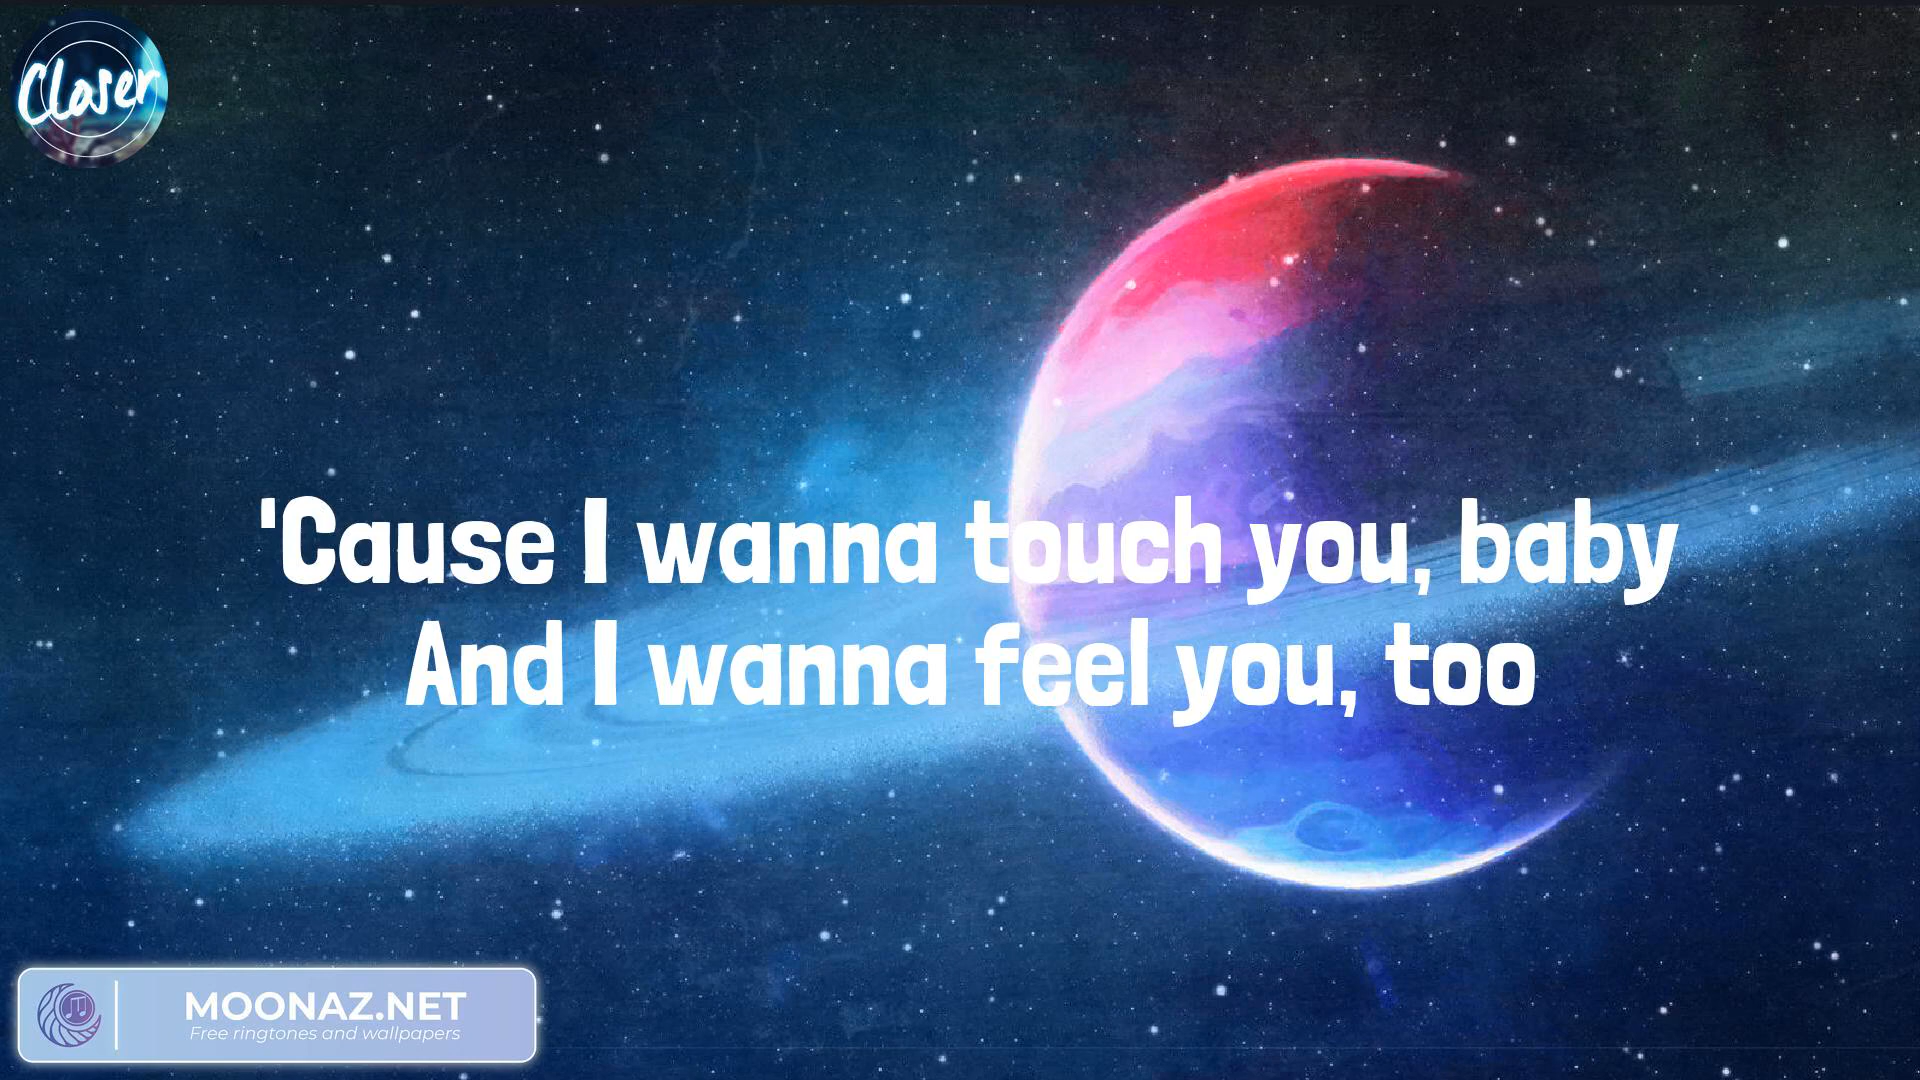 Closer
'Cause I wanna touch you, baby
And I wanna feel you, too
MOONAZ.NET
Free ringtones and wallpapers